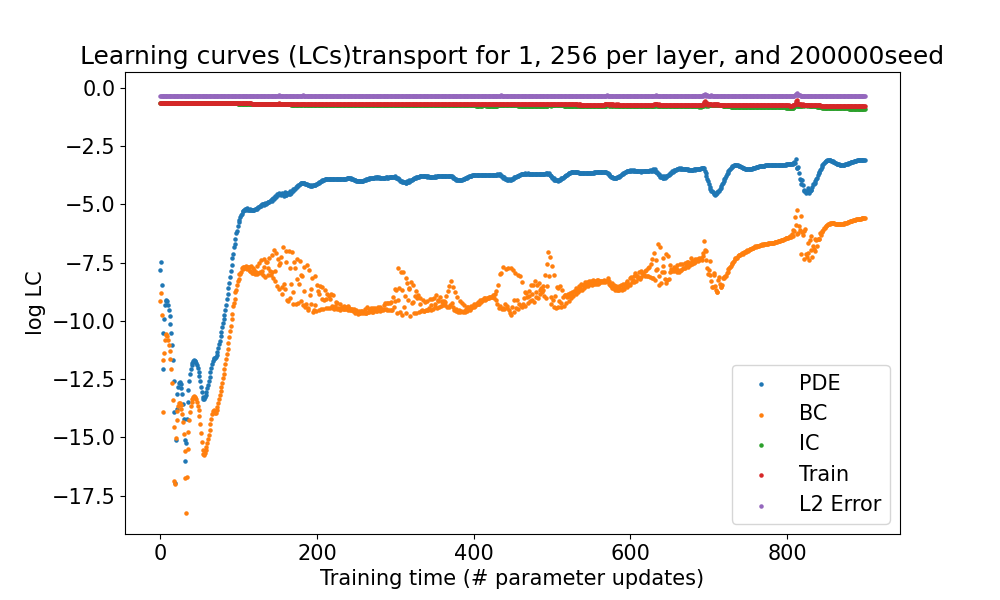 Learning curves (LCs)transport for 1, 256 per layer, and 200000seed
log LC
0.0
−2.5
−5.0
−7.5
−10.0
−12.5
−15.0
−17.5
0 200 400 600 800
Training time (# parameter updates)
PDE
BC
IC
Train
L2 Error